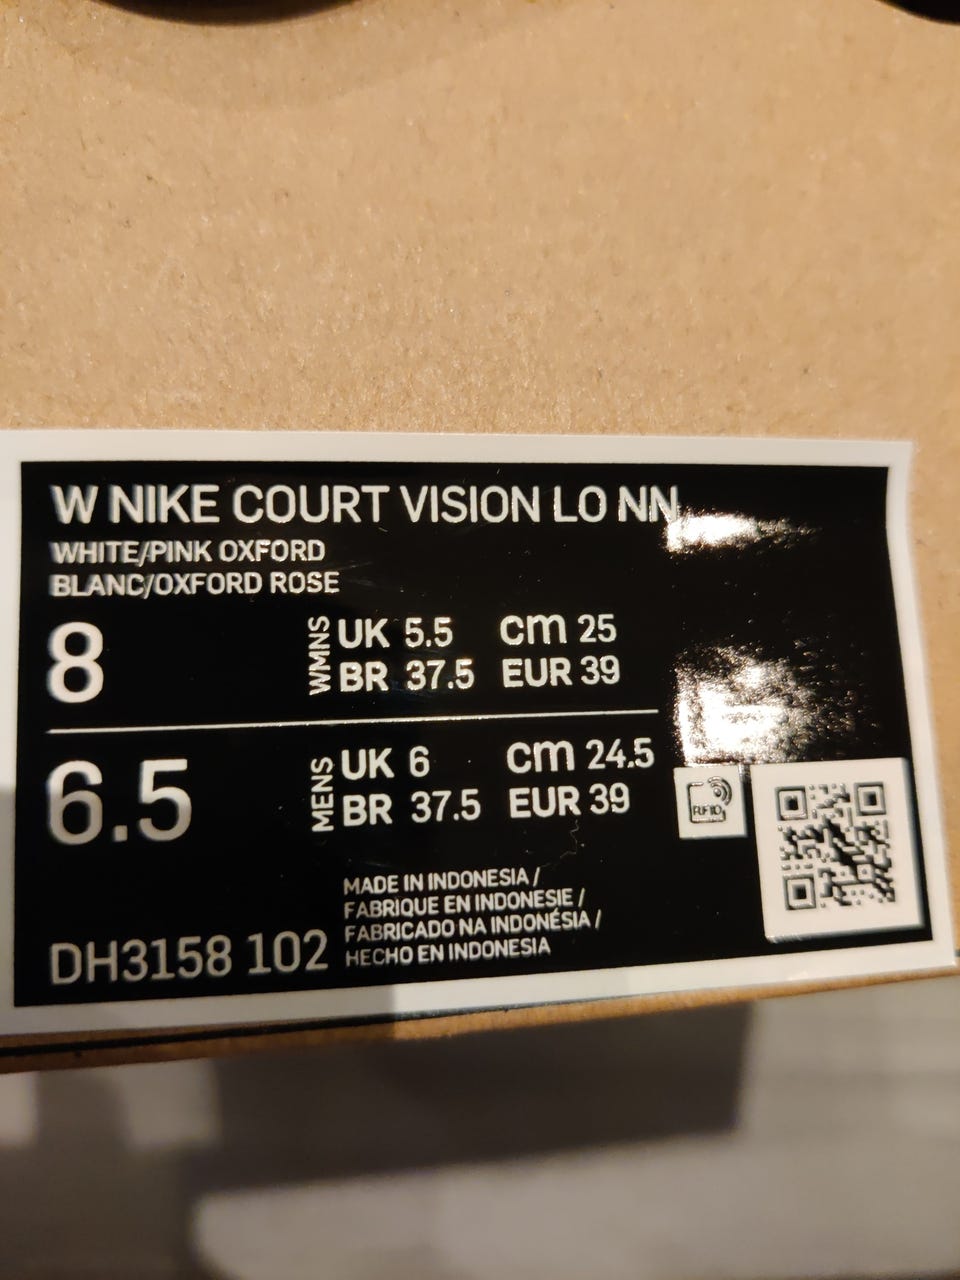 W NIKE COURT VISION LO NN
WHITE/PINK OXFORD
BLANC/OXFORD ROSE
8 WMNS UK 5.5 cm 25
BR 37.5 EUR 39
6.5 MENS UK 6 cm 24.5
BR 37.5 EUR 39
RFID
MADE IN INDONESIA /
FABRIQUE EN INDONESIE /
FABRICADO NA INDONÉSIA /
HECHO EN INDONESIA
DH3158 102